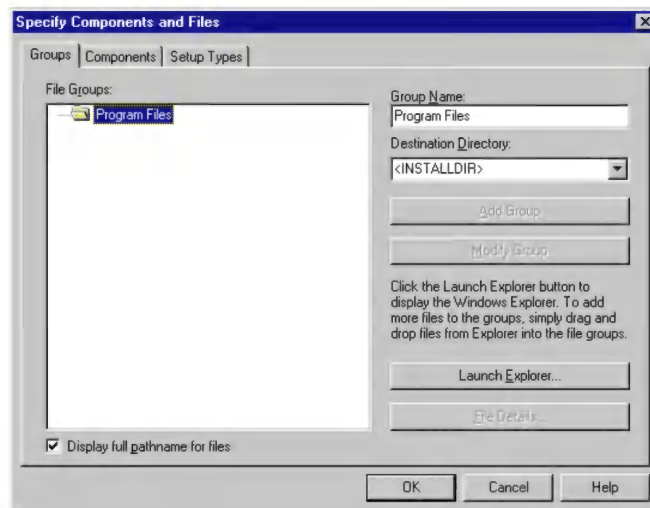 Specify Components and Files
Groups Components Setup Types
File Groups:
Program Files
Group Name:
Program Files
Destination Directory:
<INSTALLDIR>
Add Group
Modify Group
Click the Launch Explorer button to
display the Windows Explorer. To add
more files to the groups, simply drag and
drop files from Explorer into the file groups.
Launch Explorer...
File Details...
Display full pathname for files
OK Cancel Help